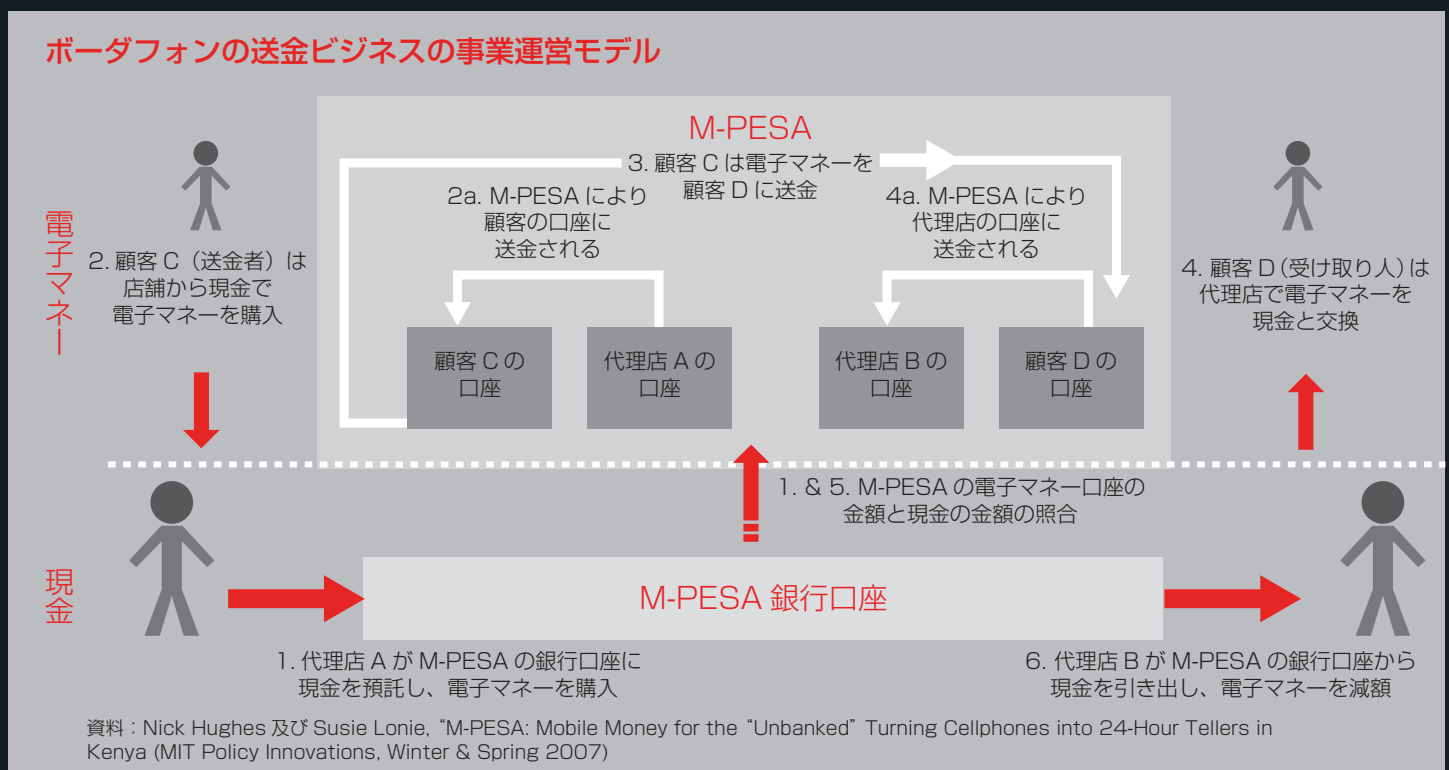 ボーダフォンの送金ビジネスの事業運営モデル
M-PESA
3. 顧客 C は電子マネーを
顧客 D に送金
2a. M-PESA により
顧客の口座に
送金される
4a. M-PESA により
代理店の口座に
送金される
電子マネー
2. 顧客 C（送金者）は
店舗から現金で
電子マネーを購入
4. 顧客 D（受け取り人）は
代理店で電子マネーを
現金と交換
顧客 C の
口座
代理店 A の
口座
代理店 B の
口座
顧客 D の
口座
1. & 5. M-PESA の電子マネー口座の
金額と現金の金額の照合
現金
M-PESA 銀行口座
1. 代理店 A が M-PESA の銀行口座に
現金を預託し、電子マネーを購入
6. 代理店 B が M-PESA の銀行口座から
現金を引き出し、電子マネーを減額
資料：Nick Hughes 及び Susie Lonie, “M-PESA: Mobile Money for the “Unbanked” Turning Cellphones into 24-Hour Tellers in
Kenya (MIT Policy Innovations, Winter & Spring 2007)